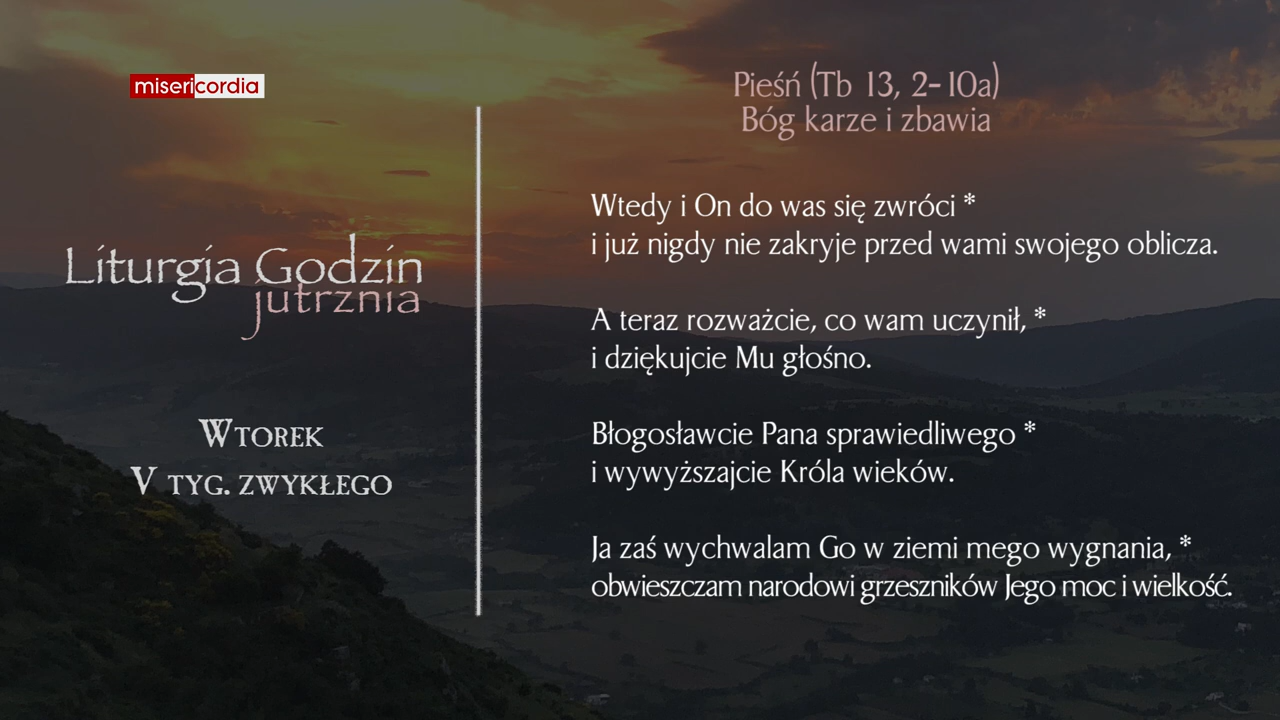 misericordia
Liturgia Godzin
jutrznia
Wtorek
V tyg. zwykłego
Pieśń (Tb 13, 2-10a)
Bóg karze i zbawia
Wtedy i On do was się zwróci *
i już nigdy nie zakryje przed wami swojego oblicza.
A teraz rozważcie, co wam uczynił, *
i dziękujcie Mu głośno.
Błogosławcie Pana sprawiedliwego *
i wywyższajcie Króla wieków.
Ja zaś wychwalam Go w ziemi mego wygnania, *
obwieszczam narodowi grzeszników Jego moc i wielkość.